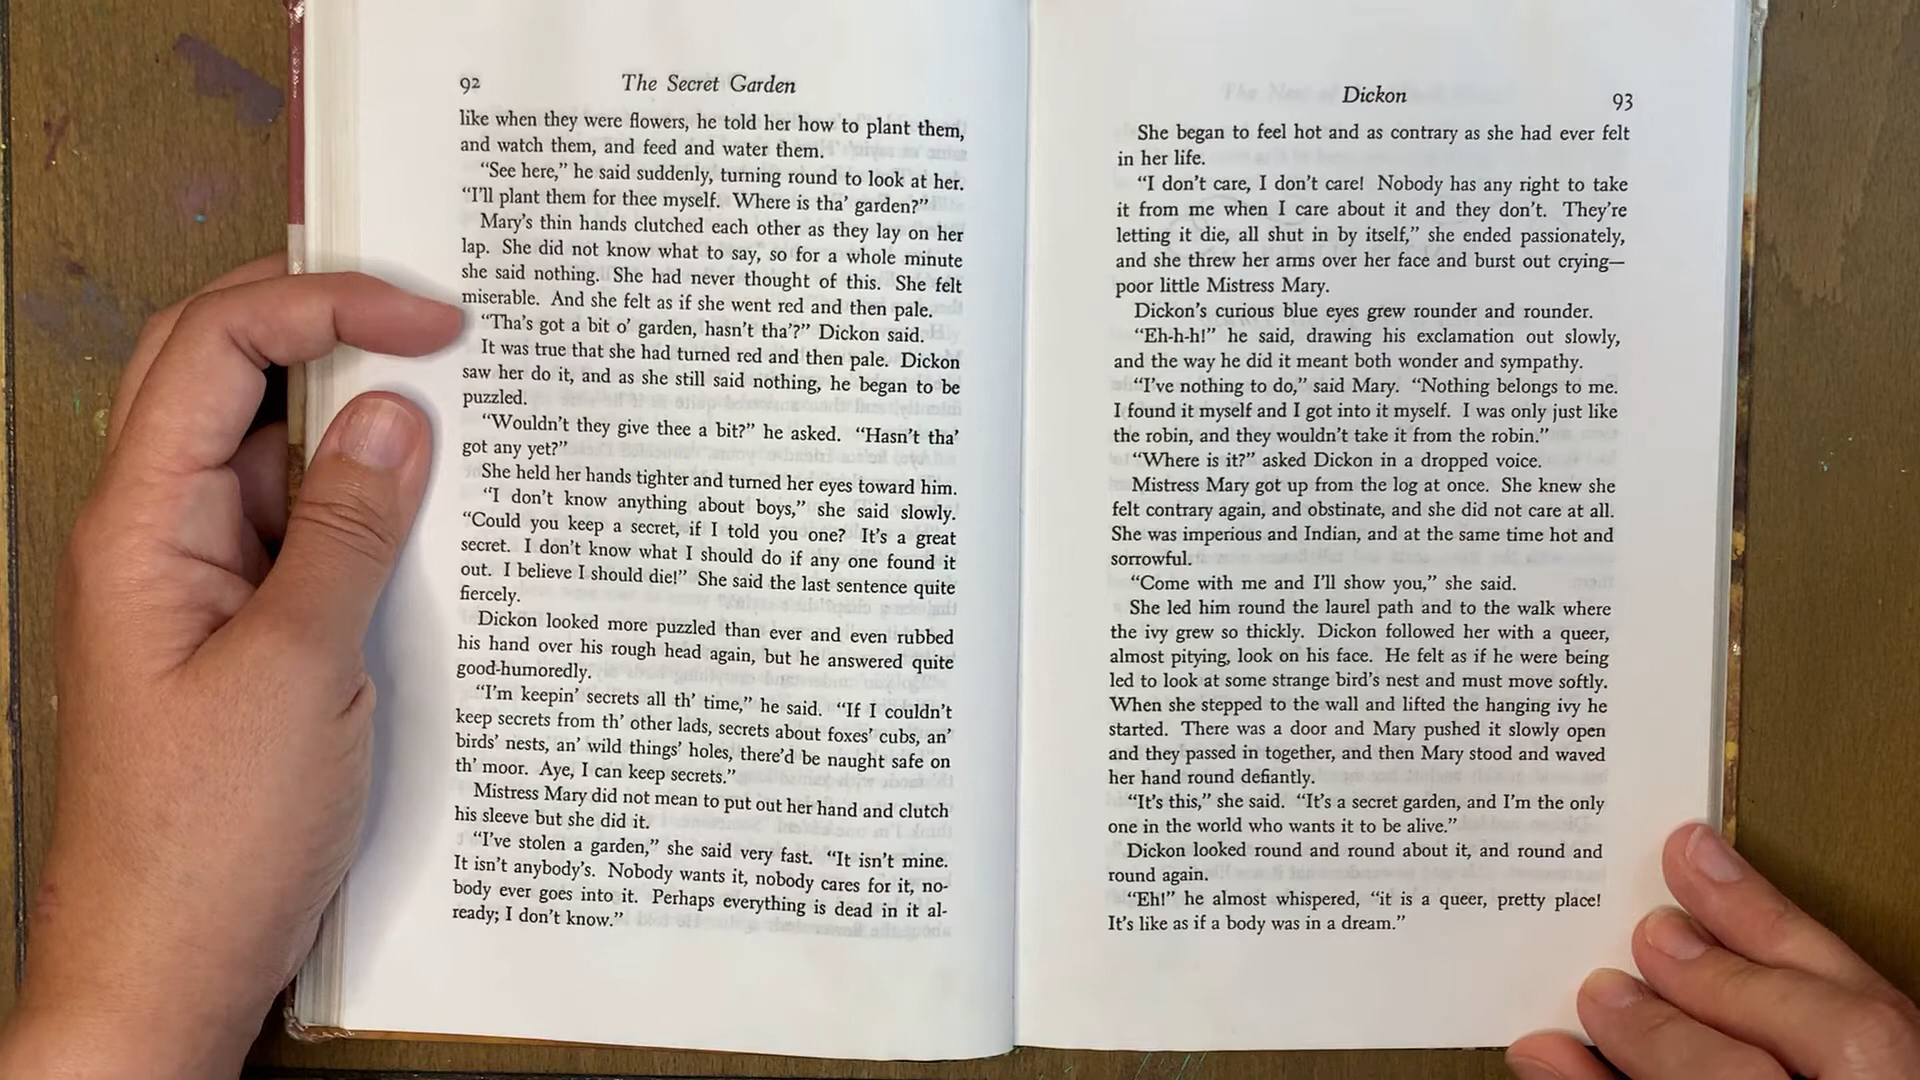 92 The Secret Garden
like when they were flowers, he told her how to plant them,
and watch them, and feed and water them.
“See here,” he said suddenly, turning round to look at her.
“I’ll plant them for thee myself. Where is tha’ garden?”
Mary’s thin hands clutched each other as they lay on her
lap. She did not know what to say, so for a whole minute
she said nothing. She had never thought of this. She felt
miserable. And she felt as if she went red and then pale.
“Tha’s got a bit o’ garden, hasn’t tha’?” Dickon said.
It was true that she had turned red and then pale. Dickon
saw her do it, and as she still said nothing, he began to be
puzzled.
“Wouldn’t they give thee a bit?” he asked. “Hasn’t tha’
got any yet?”
She held her hands tighter and turned her eyes toward him.
“I don’t know anything about boys,” she said slowly.
“Could you keep a secret, if I told you one? It’s a great
secret. I don’t know what I should do if any one found it
out. I believe I should die!” She said the last sentence quite
fiercely.
Dickon looked more puzzled than ever and even rubbed
his hand over his rough head again, but he answered quite
good-humoredly.
“I’m keepin’ secrets all th’ time,” he said. “If I couldn’t
keep secrets from th’ other lads, secrets about foxes’ cubs, an’
birds’ nests, an’ wild things’ holes, there’d be naught safe on
th’ moor. Aye, I can keep secrets.”
Mistress Mary did not mean to put out her hand and clutch
his sleeve but she did it.
“I’ve stolen a garden,” she said very fast. “It isn’t mine.
It isn’t anybody’s. Nobody wants it, nobody cares for it, no-
body ever goes into it. Perhaps everything is dead in it al-
ready; I don’t know.”
Dickon 93
She began to feel hot and as contrary as she had ever felt
in her life.
“I don’t care, I don’t care! Nobody has any right to take
it from me when I care about it and they don’t. They’re
letting it die, all shut in by itself,” she ended passionately,
and she threw her arms over her face and burst out crying—
poor little Mistress Mary.
Dickon’s curious blue eyes grew rounder and rounder.
“Eh-h-h!” he said, drawing his exclamation out slowly,
and the way he did it meant both wonder and sympathy.
“I’ve nothing to do,” said Mary. “Nothing belongs to me.
I found it myself and I got into it myself. I was only just like
the robin, and they wouldn’t take it from the robin.”
“Where is it?” asked Dickon in a dropped voice.
Mistress Mary got up from the log at once. She knew she
felt contrary again, and obstinate, and she did not care at all.
She was imperious and Indian, and at the same time hot and
sorrowful.
“Come with me and I’ll show you,” she said.
She led him round the laurel path and to the walk where
the ivy grew so thickly. Dickon followed her with a queer,
almost pitying, look on his face. He felt as if he were being
led to look at some strange bird’s nest and must move softly.
When she stepped to the wall and lifted the hanging ivy he
started. There was a door and Mary pushed it slowly open
and they passed in together, and then Mary stood and waved
her hand round defiantly.
“It’s this,” she said. “It’s a secret garden, and I’m the only
one in the world who wants it to be alive.”
Dickon looked round and round about it, and round and
round again.
“Eh!” he almost whispered, “it is a queer, pretty place!
It’s like as if a body was in a dream.”